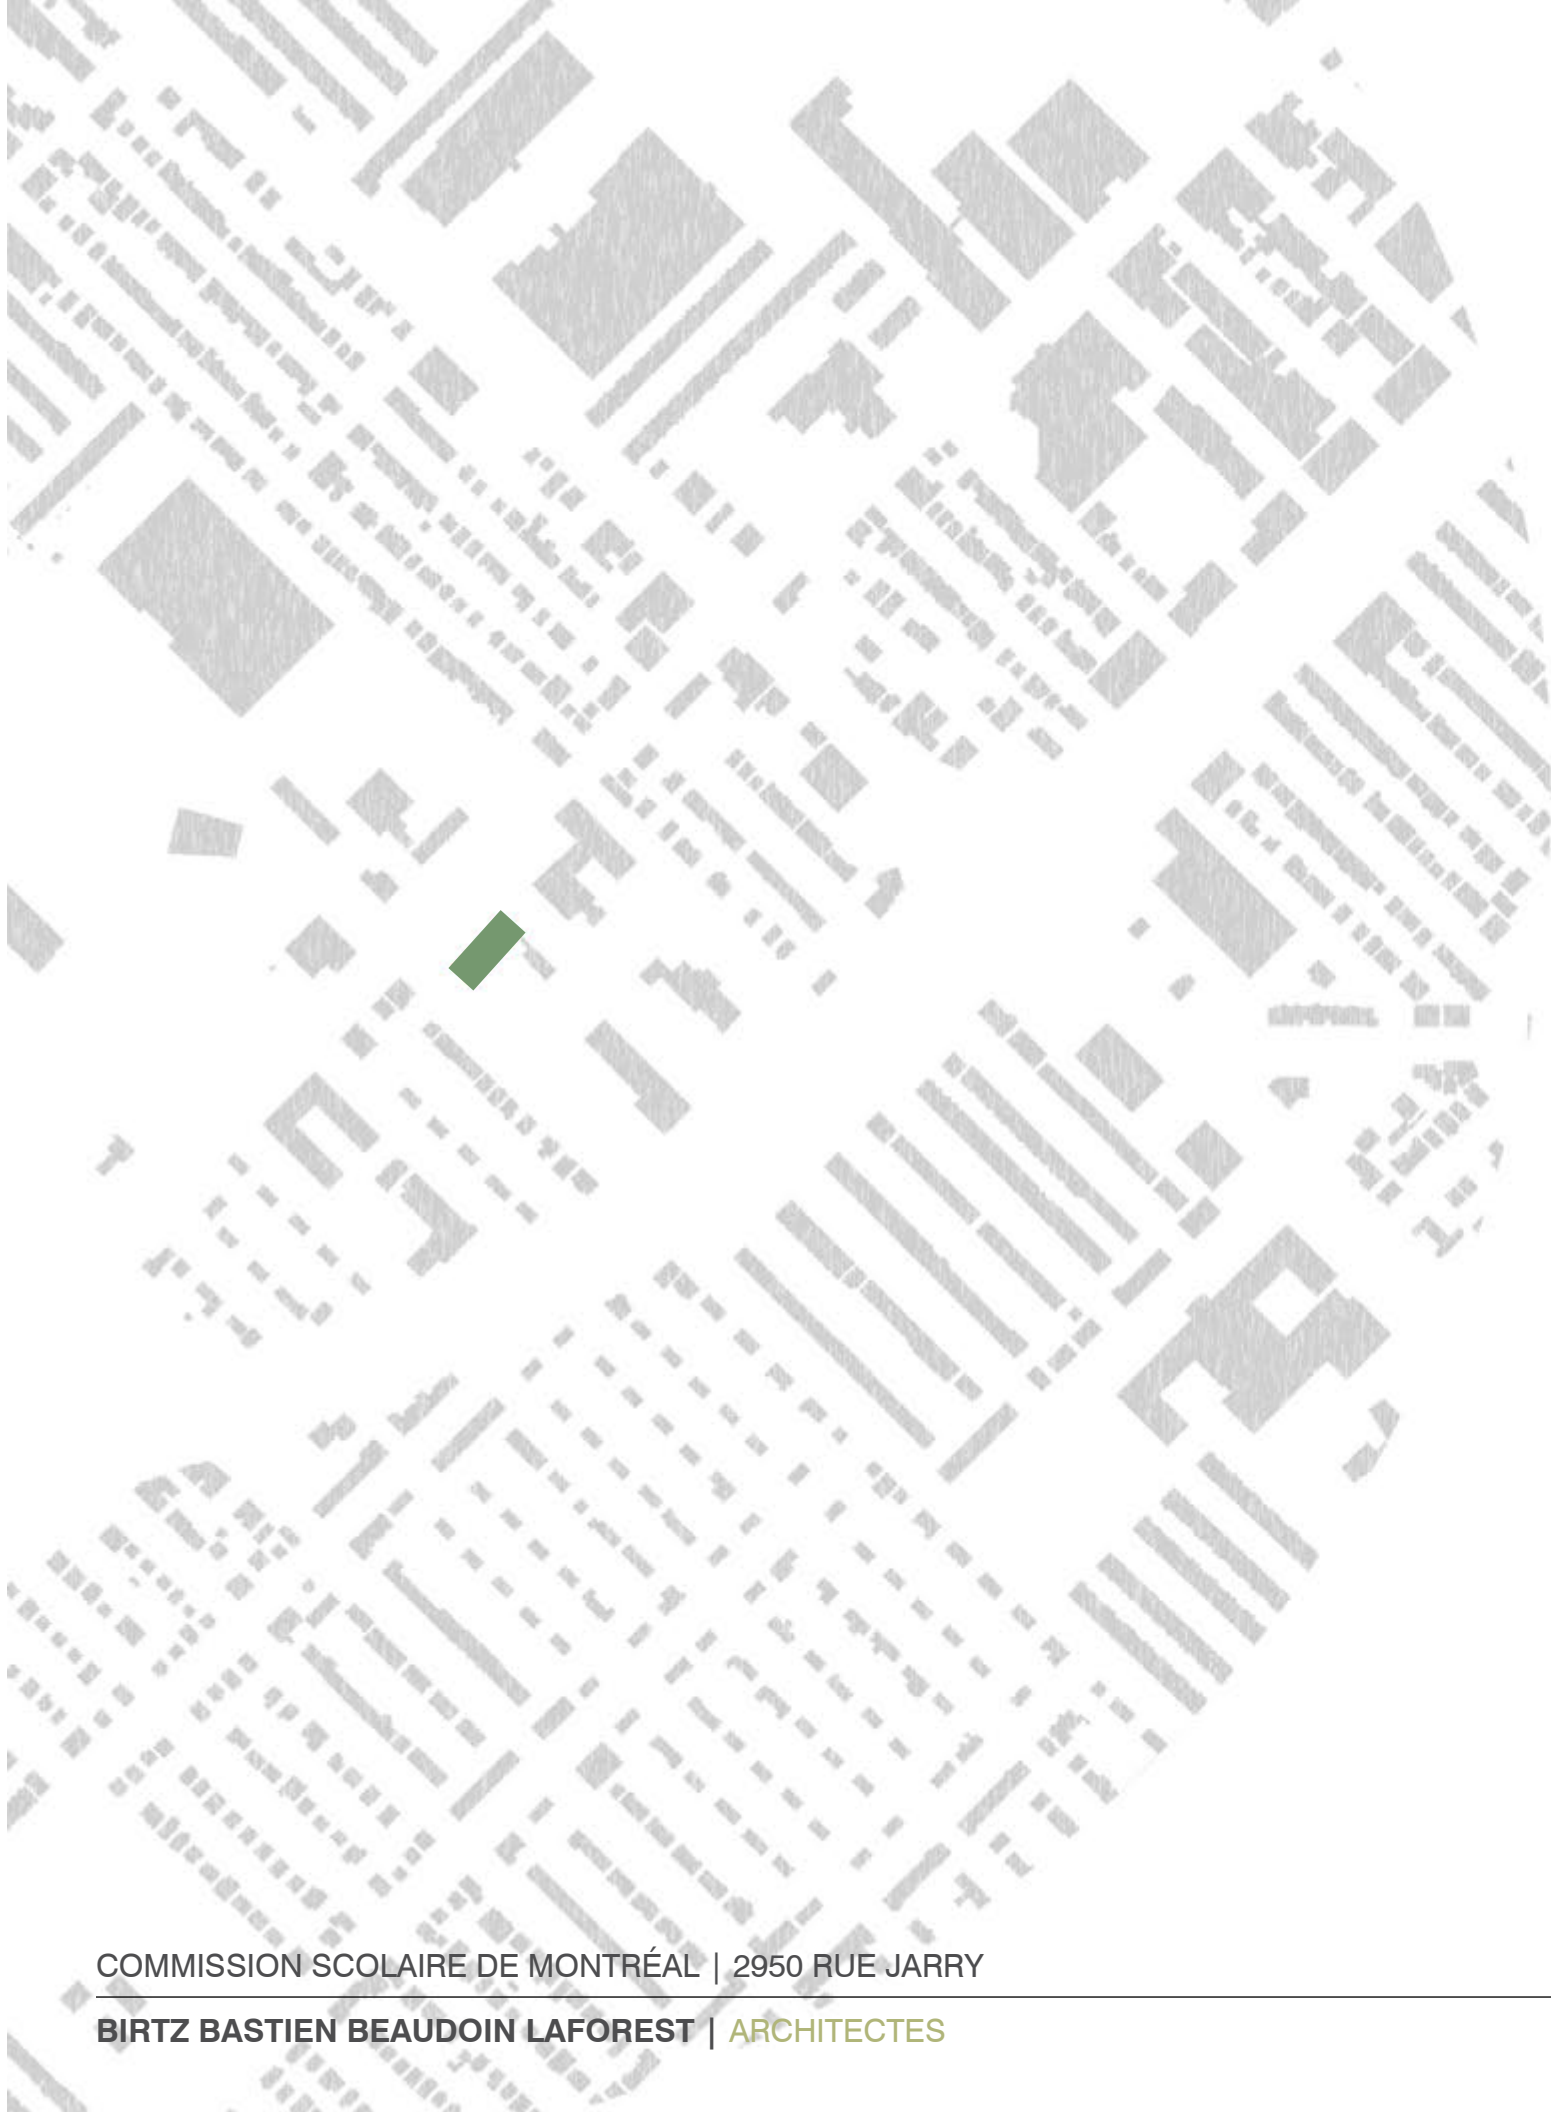 COMMISSION SCOLAIRE DE MONTRÉAL | 2950 RUE JARRY
BIRTZ BASTIEN BEAUDOIN LAFOREST | ARCHITECTES